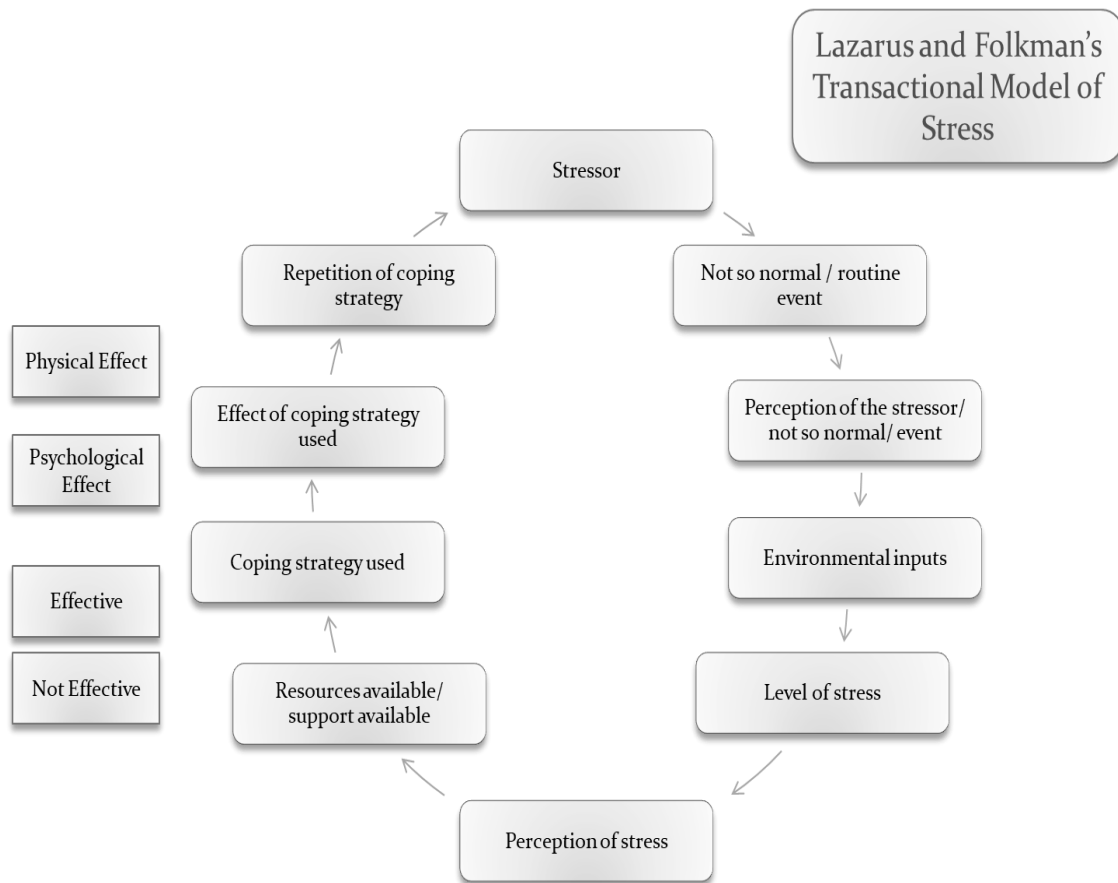 Lazarus and Folkman's
Transactional Model of
Stress
Stressor
Not so normal / routine
event
Perception of the stressor/
not so normal/ event
Environmental inputs
Level of stress
Perception of stress
Resources available/
support available
Coping strategy used
Effect of coping strategy
used
Repetition of coping
strategy
Physical Effect
Psychological
Effect
Effective
Not Effective